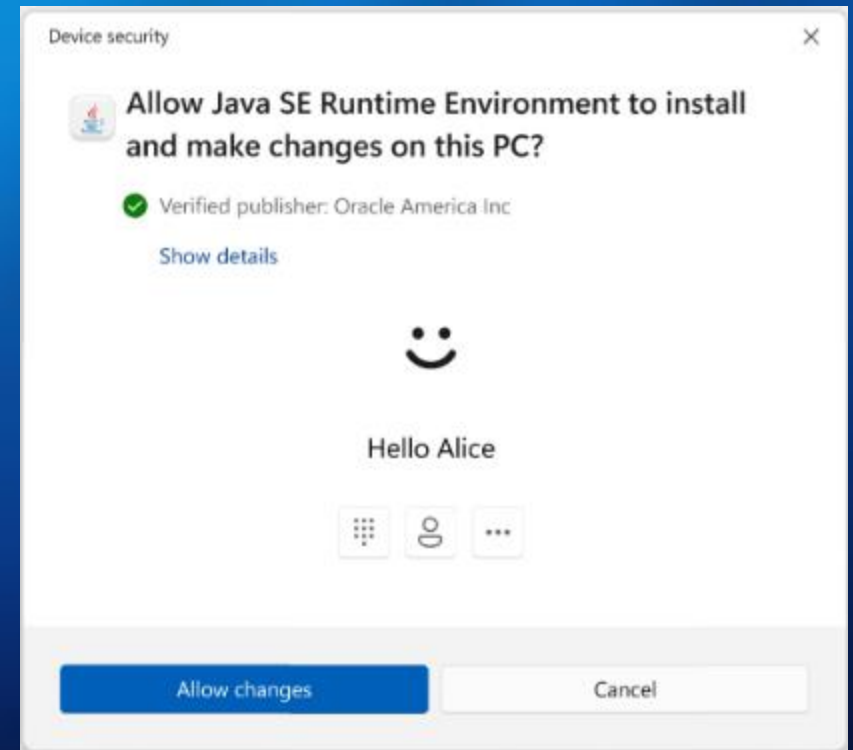 Device security
Allow Java SE Runtime Environment to install
and make changes on this PC?
Verified publisher: Oracle America Inc
Show details
Hello Alice
Allow changes
Cancel